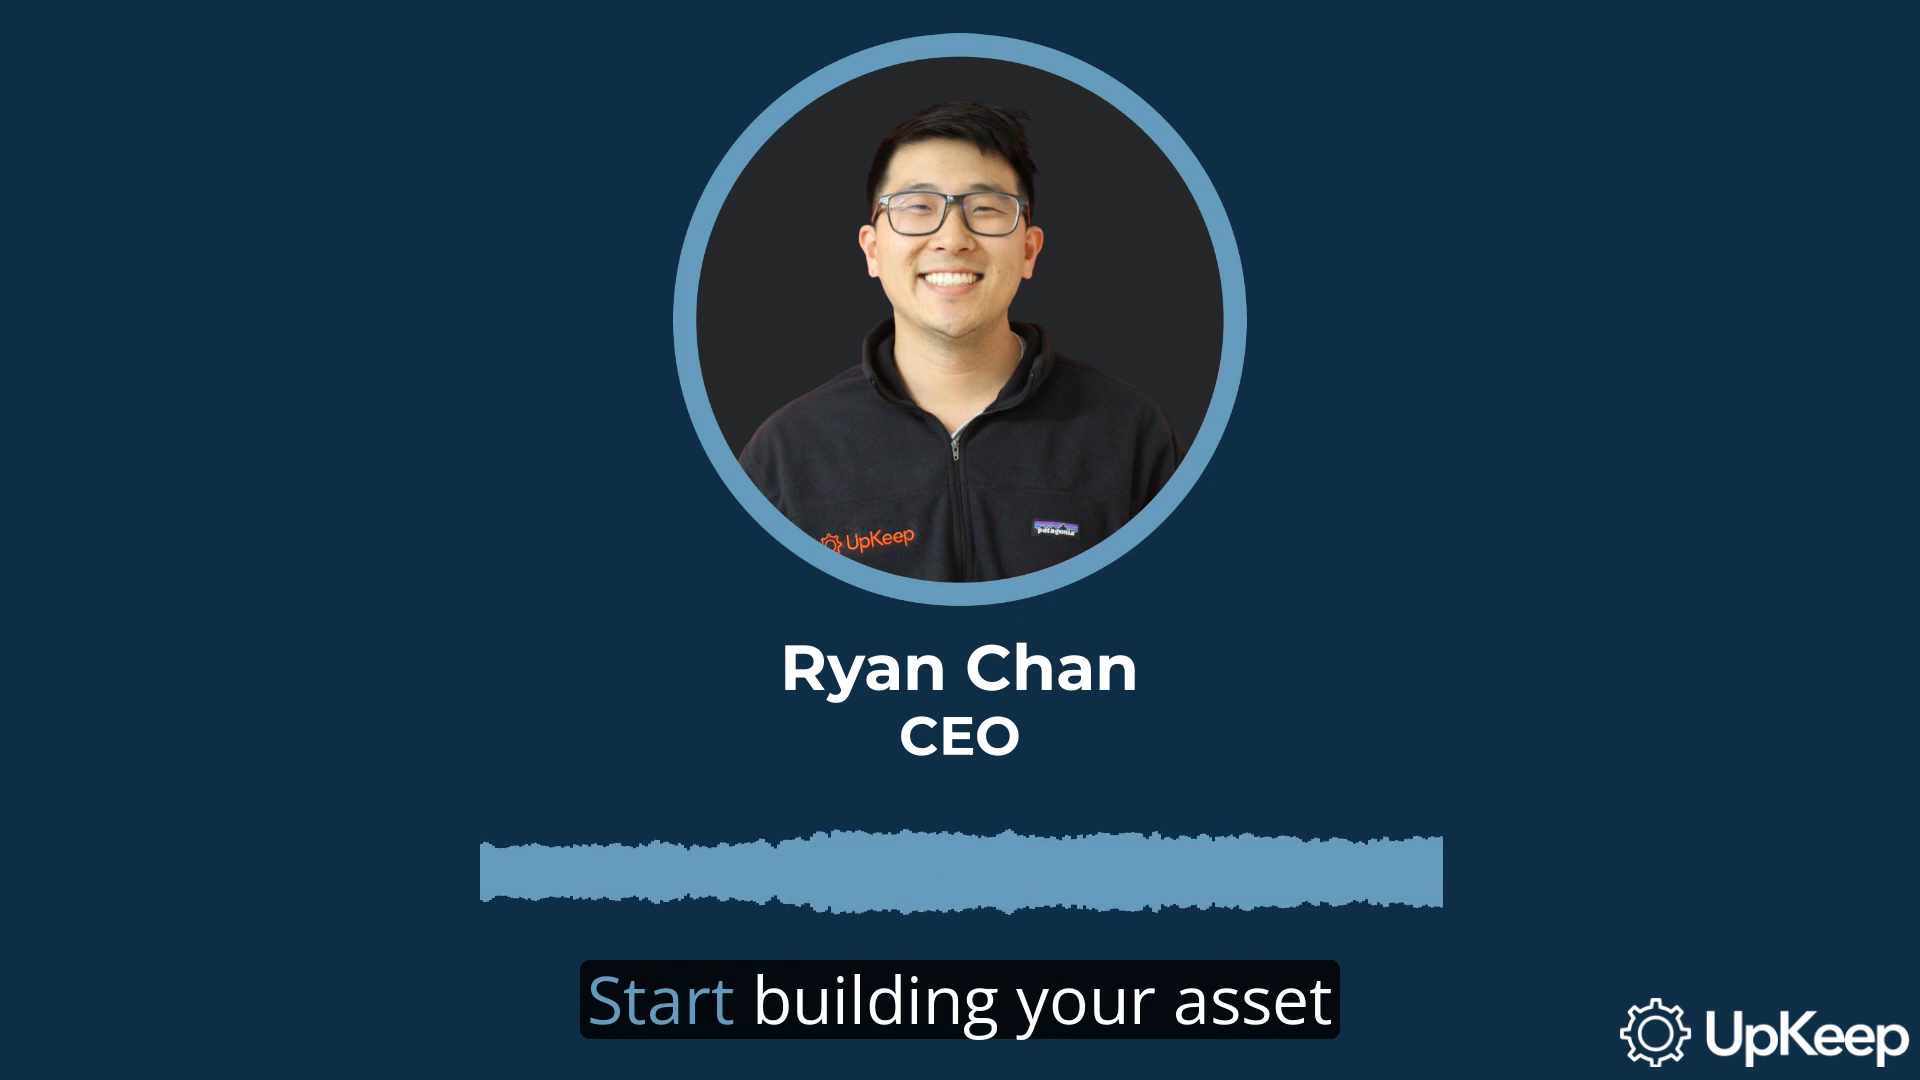 UpKeep
patagonia
Ryan Chan
CEO
Start building your asset
UpKeep